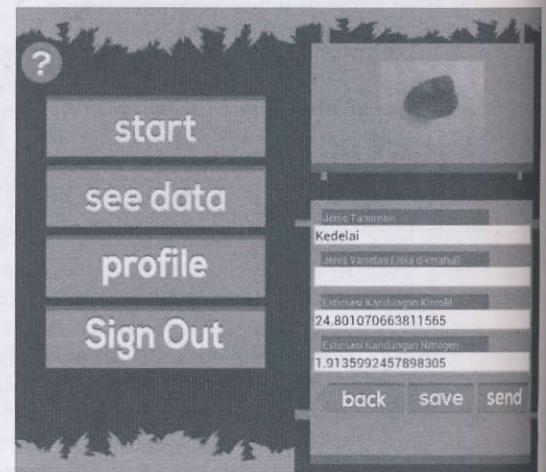 ?
start
see data
profile
Sign Out
Jenis Tanaman
Kedelai
Jenis Varietas (Jika diketahui)
Estimasi Kandungan Klorofil
24.801070663811565
Estimasi Kandungan Nitrogen
1.9135992457898305
back save send